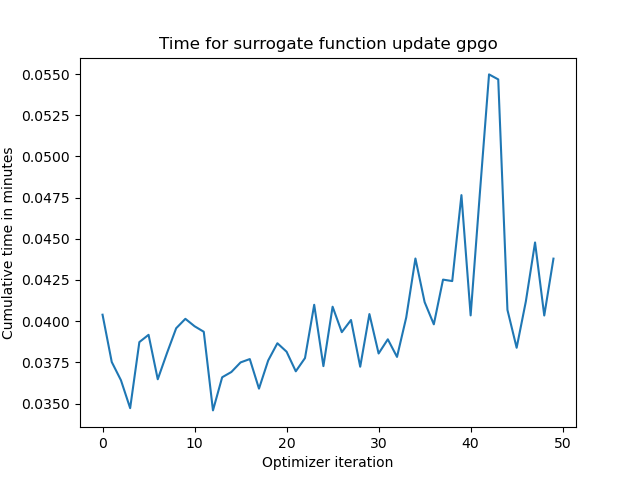 Time for surrogate function update gpgo
Cumulative time in minutes
0.0550
0.0525
0.0500
0.0475
0.0450
0.0425
0.0400
0.0375
0.0350
0 10 20 30 40 50
Optimizer iteration